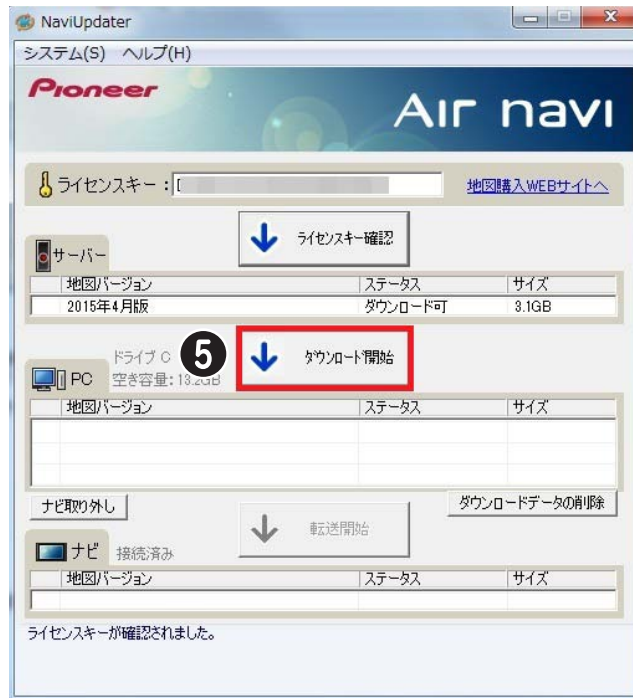 NaviUpdater
システム(S) ヘルプ(H)
Pioneer
AIr navi
ライセンスキー：
地図購入WEBサイトへ
ライセンスキー確認
サーバー
地図バージョン ステータス サイズ
2015年4月版 ダウンロード可 3.1GB
ドライブ C
5
ダウンロード開始
PC
空き容量：13.2GB
地図バージョン ステータス サイズ
ナビ取り外し
ダウンロードデータの削除
転送開始
ナビ 接続済み
地図バージョン ステータス サイズ
ライセンスキーが確認されました。